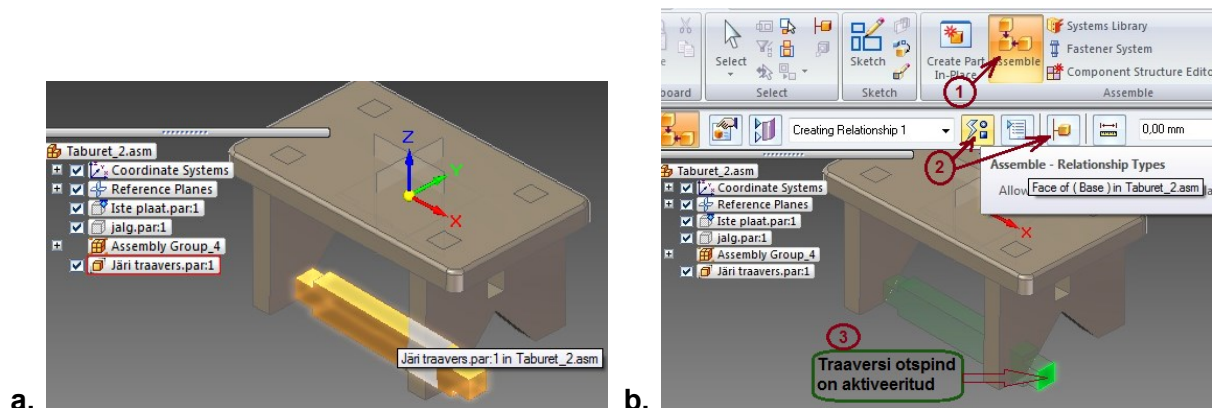 Z
Y
X
Taburet_2.asm
Coordinate Systems
Reference Planes
Iste plaat.par:1
jalg.par:1
Assembly Group_4
Järi traavers.par:1
Järi traavers.par:1 in Taburet_2.asm
a.
Select
Select
Sketch
Sketch
Create Part
In-Place
Assemble
Systems Library
Fastener System
Component Structure Edito
Assemble
1
Creating Relationship 1
0,00 mm
2
Assemble - Relationship Types
Allow
Face of ( Base ) in Taburet_2.asm
Taburet_2.asm
Coordinate Systems
Reference Planes
Iste plaat.par:1
jalg.par:1
Assembly Group_4
Järi traavers.par:1
X
3
Traaversi otspind
on aktiveeritud
b.